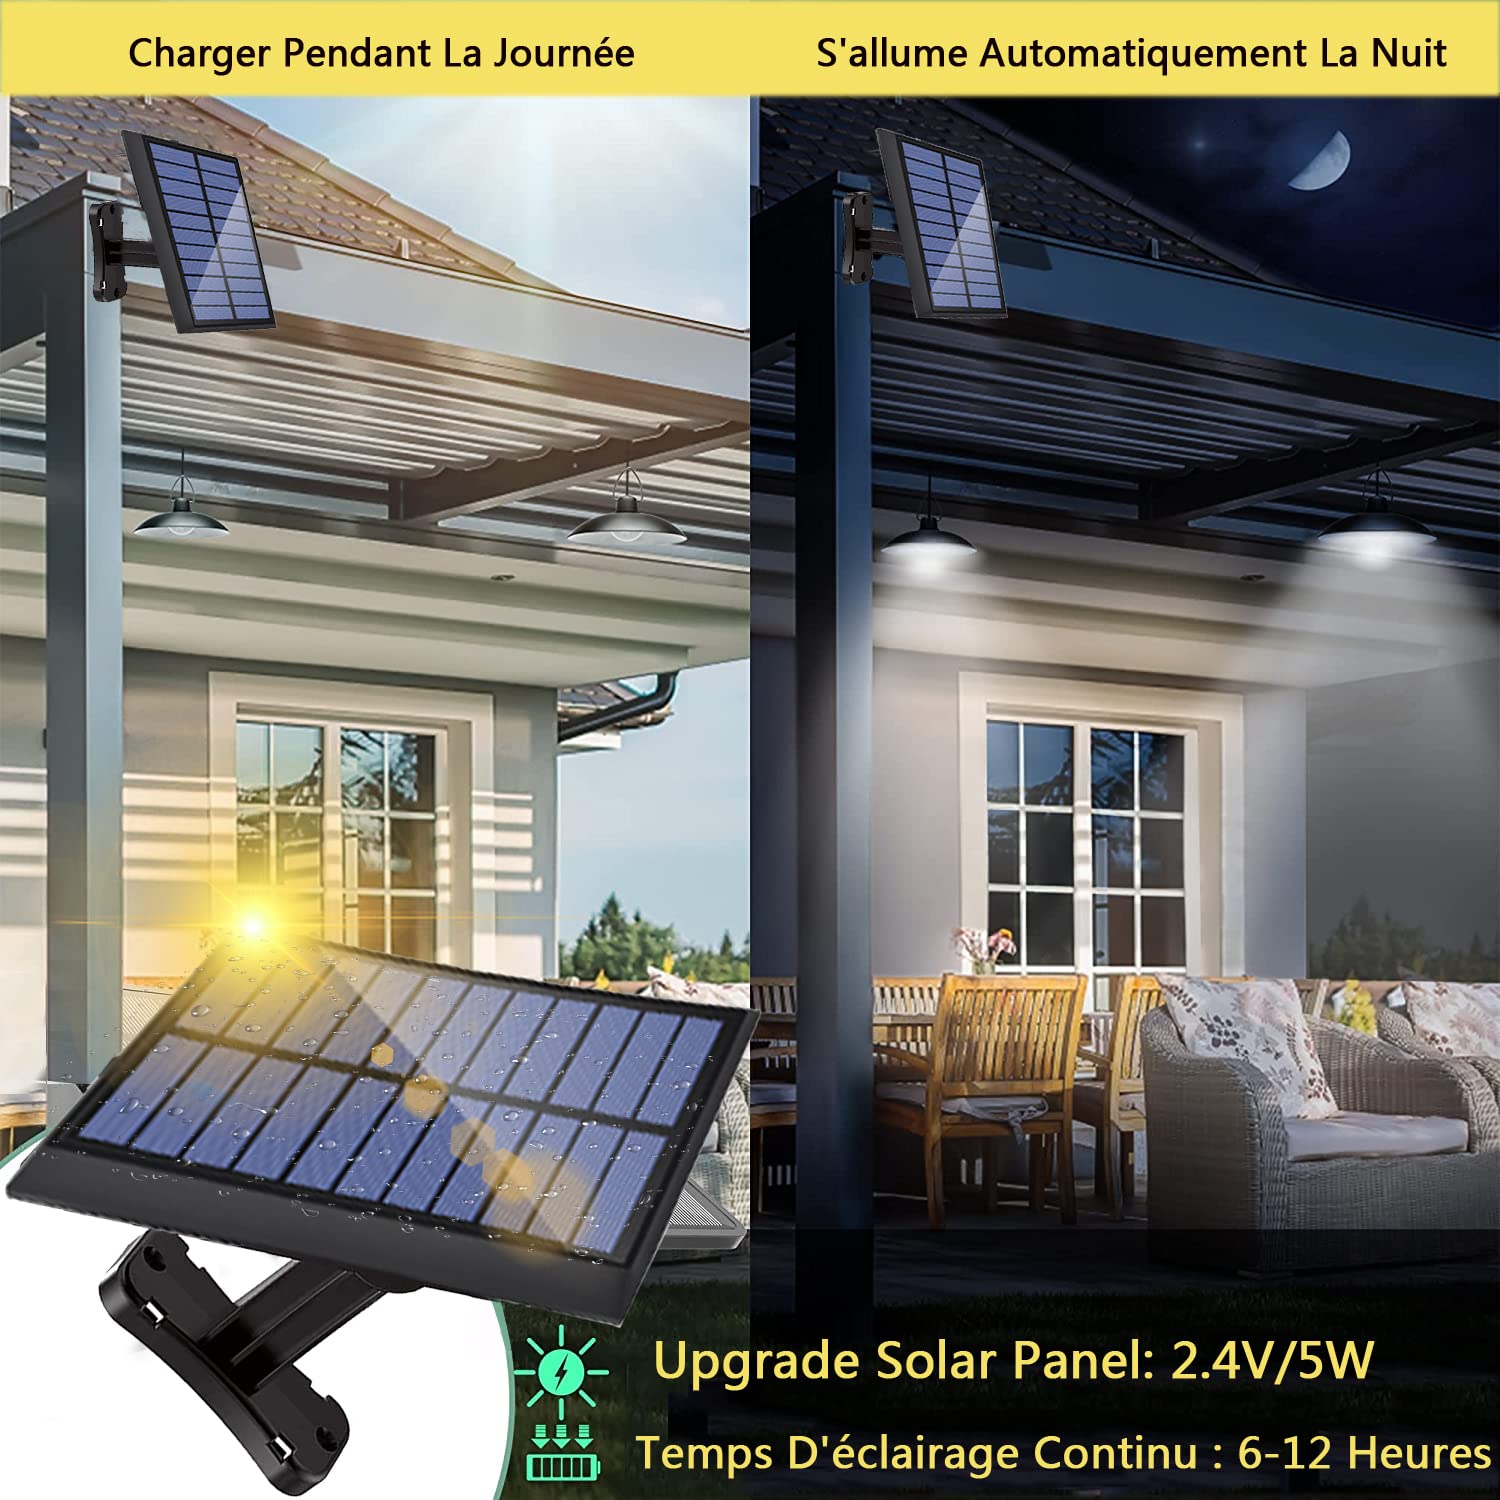 Charger Pendant La Journée
S'allume Automatiquement La Nuit
Upgrade Solar Panel: 2.4V/5W
Temps D'éclairage Continu : 6-12 Heures